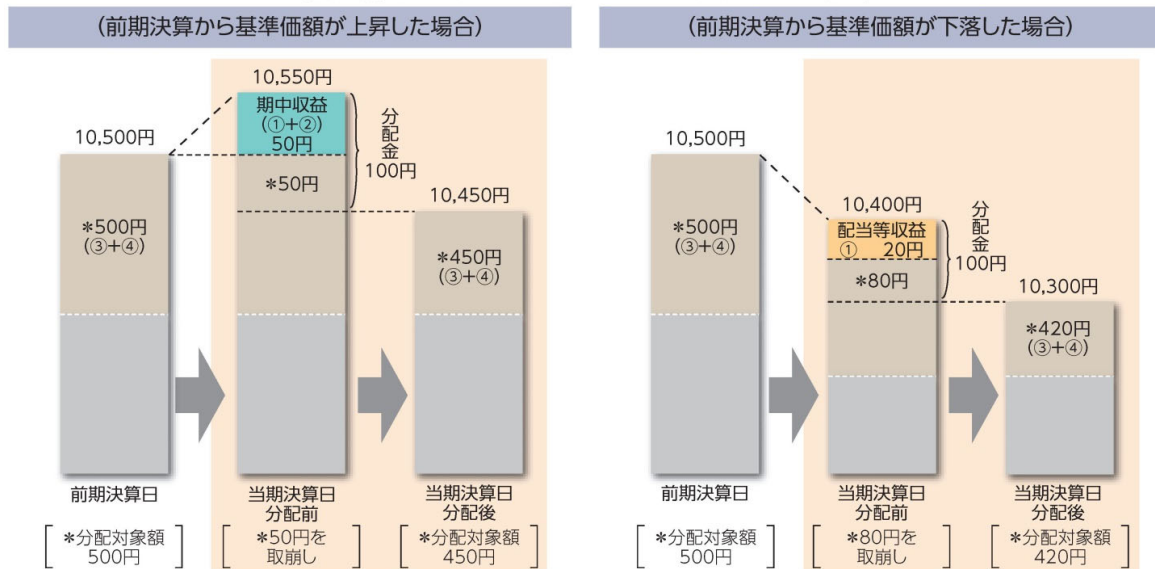 (前期決算から基準価額が上昇した場合)
10,500円
*500円
(③+④)
10,550円
期中収益
(①+②)
50円
*50円
分配金
100円
10,450円
*450円
(③+④)
前期決算日
当期決算日
分配前
当期決算日
分配後
*分配対象額
500円
*50円を
取崩し
*分配対象額
450円
(前期決算から基準価額が下落した場合)
10,500円
*500円
(③+④)
10,400円
配当等収益
① 20円
*80円
分配金
100円
10,300円
*420円
(③+④)
前期決算日
当期決算日
分配前
当期決算日
分配後
*分配対象額
500円
*80円を
取崩し
*分配対象額
420円